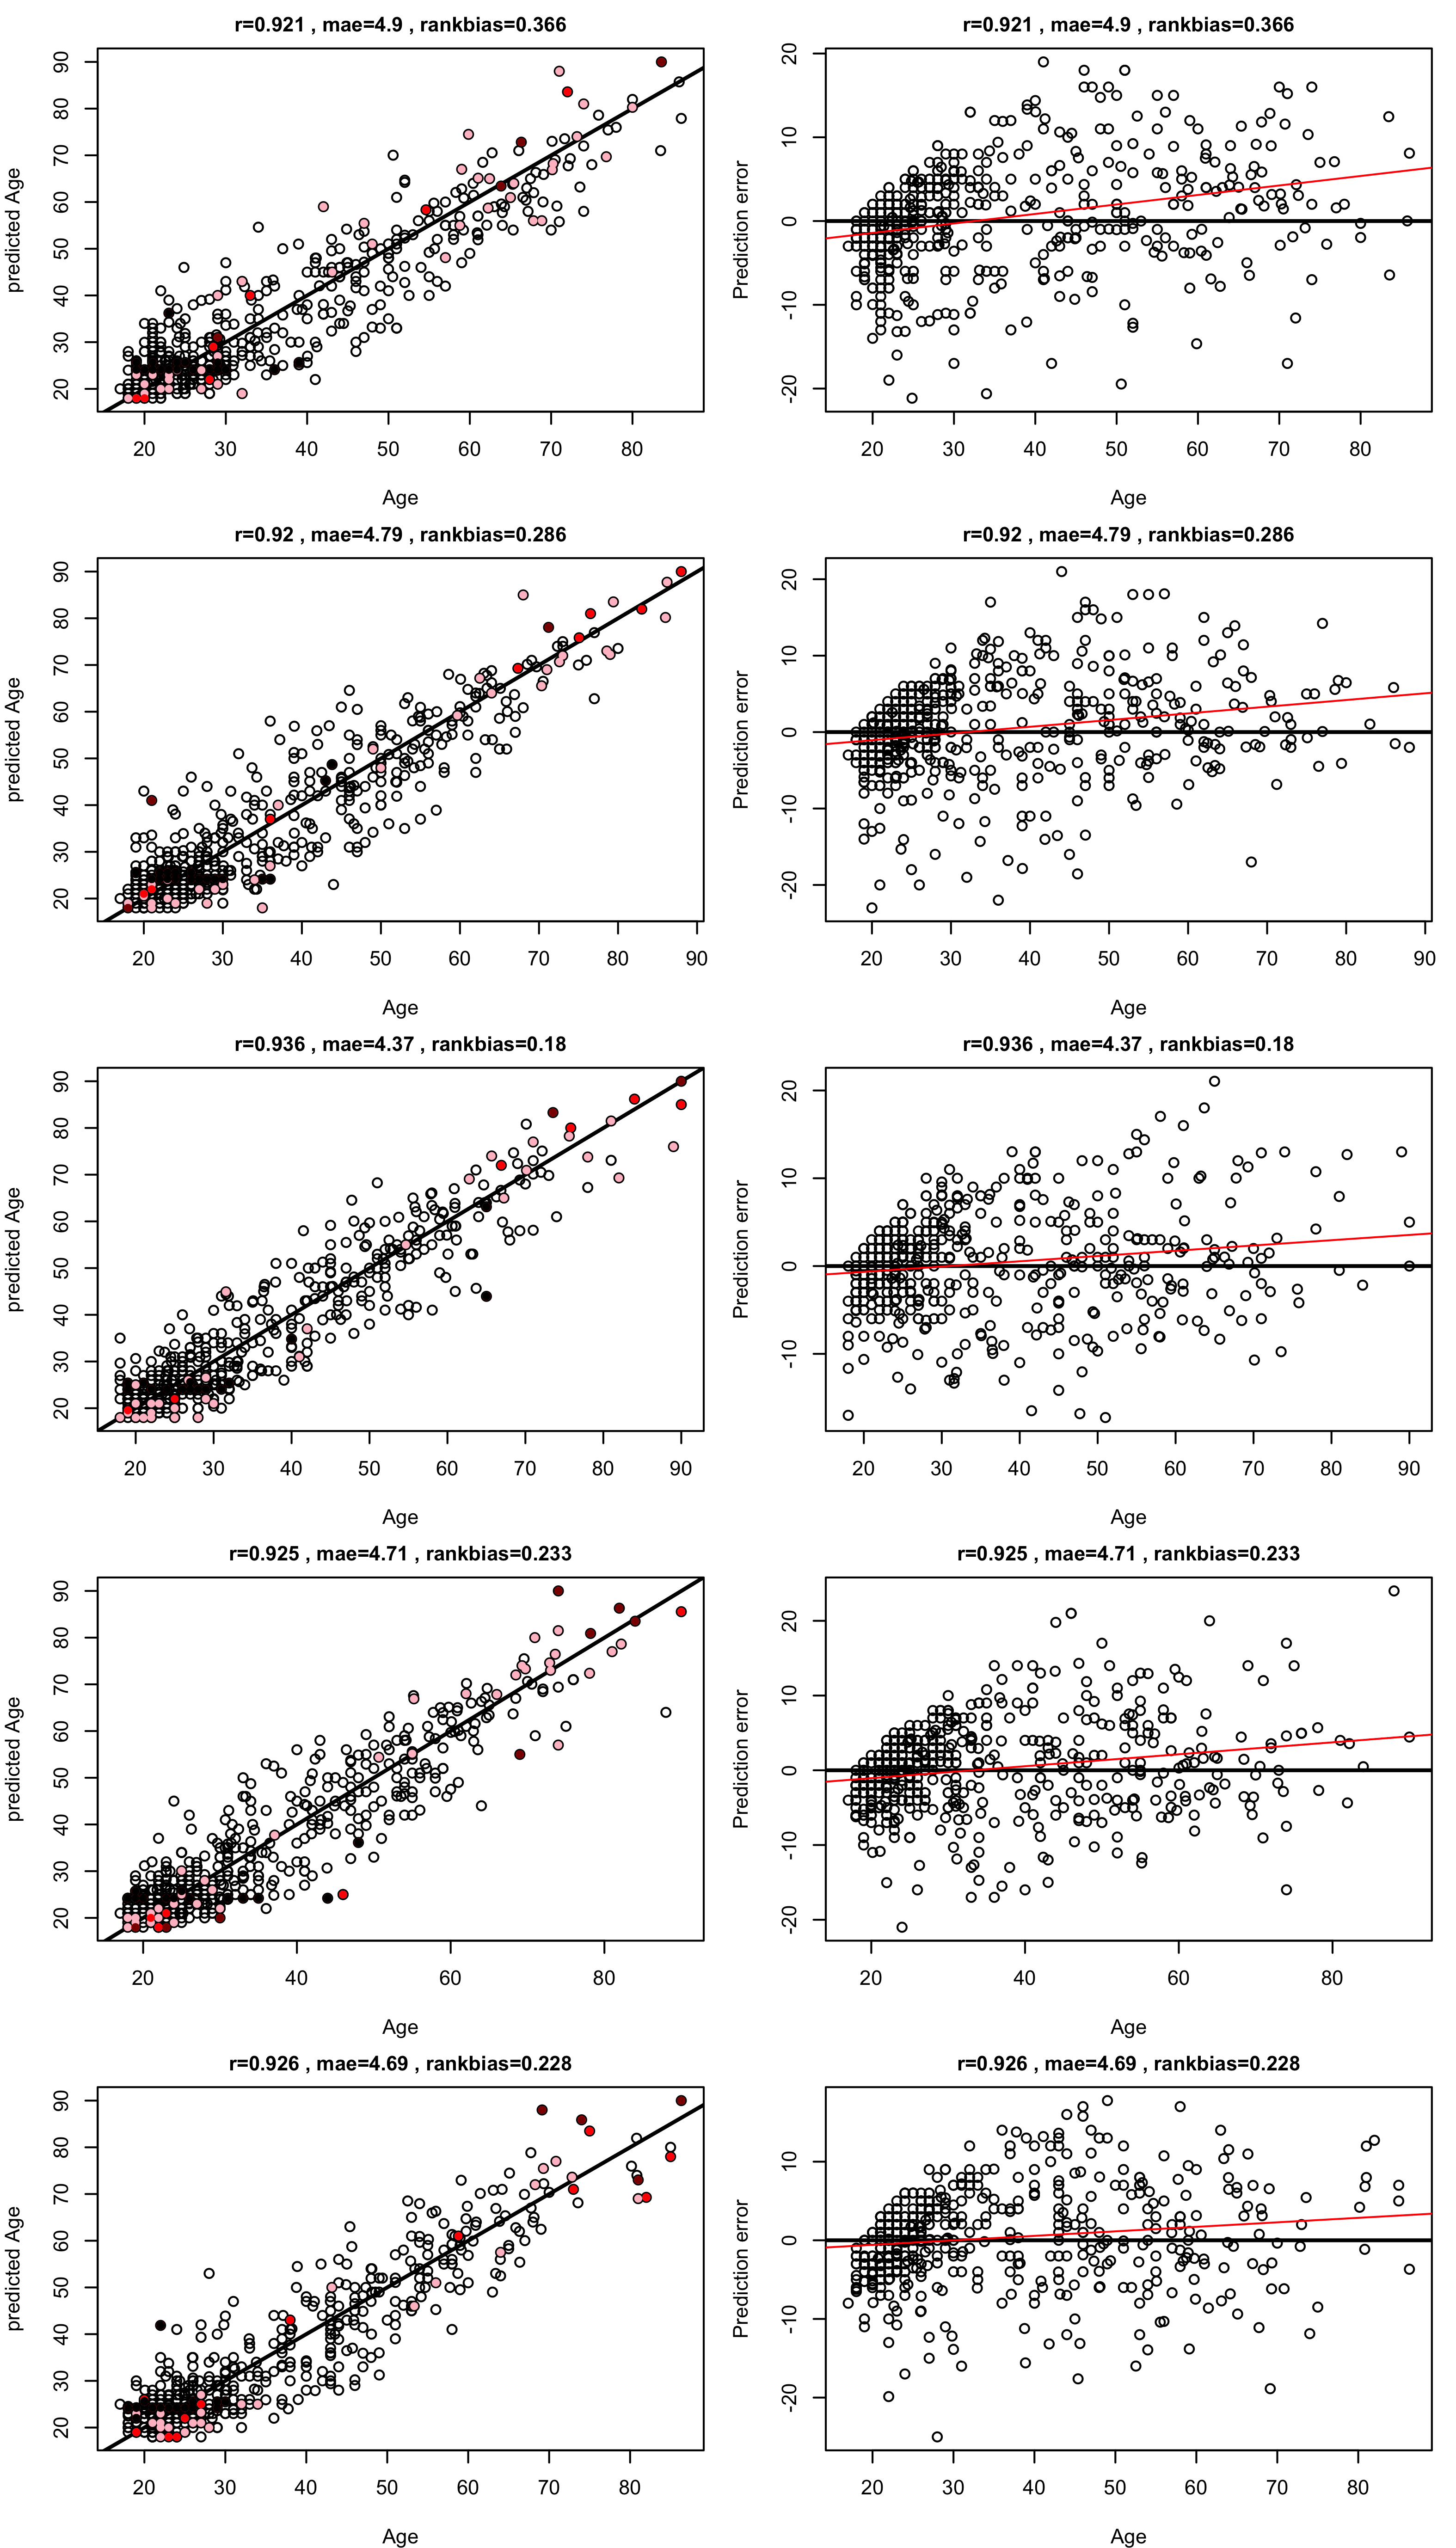 r=0.921 , mae=4.9 , rankbias=0.366
predicted Age
90
80
70
60
50
40
30
20
20 30 40 50 60 70 80
Age
r=0.921 , mae=4.9 , rankbias=0.366
Prediction error
20
10
0
-10
-20
20 30 40 50 60 70 80
Age
r=0.92 , mae=4.79 , rankbias=0.286
predicted Age
90
80
70
60
50
40
30
20
20 30 40 50 60 70 80 90
Age
r=0.92 , mae=4.79 , rankbias=0.286
Prediction error
20
10
0
-10
-20
20 30 40 50 60 70 80 90
Age
r=0.936 , mae=4.37 , rankbias=0.18
predicted Age
90
80
70
60
50
40
30
20
20 30 40 50 60 70 80 90
Age
r=0.936 , mae=4.37 , rankbias=0.18
Prediction error
20
10
0
-10
20 30 40 50 60 70 80 90
Age
r=0.925 , mae=4.71 , rankbias=0.233
predicted Age
90
80
70
60
50
40
30
20
20 40 60 80
Age
r=0.925 , mae=4.71 , rankbias=0.233
Prediction error
20
10
0
-10
-20
20 40 60 80
Age
r=0.926 , mae=4.69 , rankbias=0.228
predicted Age
90
80
70
60
50
40
30
20
20 30 40 50 60 70 80
Age
r=0.926 , mae=4.69 , rankbias=0.228
Prediction error
10
0
-10
-20
20 30 40 50 60 70 80
Age